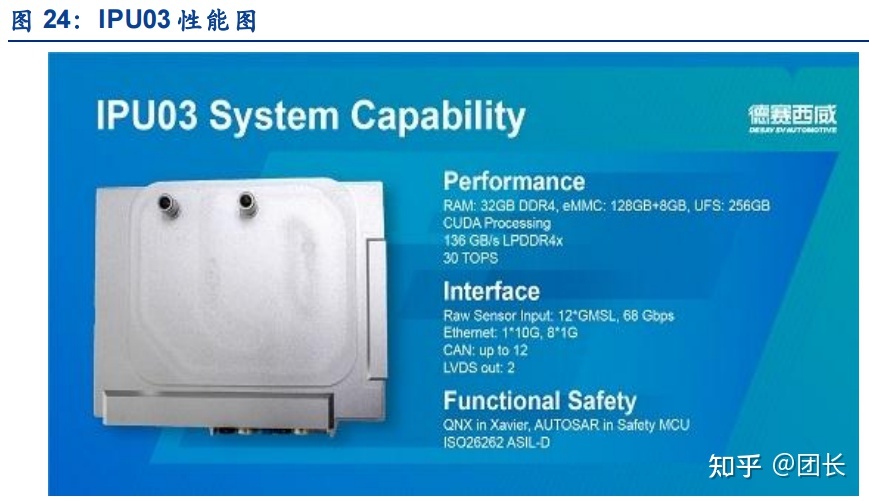 图 24：IPU03 性能图
IPU03 System Capability
德赛西威
DESAY SV AUTOMOTIVE
Performance
RAM: 32GB DDR4, eMMC: 128GB+8GB, UFS: 256GB
CUDA Processing
136 GB/s LPDDR4x
30 TOPS
Interface
Raw Sensor Input: 12*GMSL, 68 Gbps
Ethernet: 1*10G, 8*1G
CAN: up to 12
LVDS out: 2
Functional Safety
QNX in Xavier, AUTOSAR in Safety MCU
ISO26262 ASIL-D
知乎 @团长